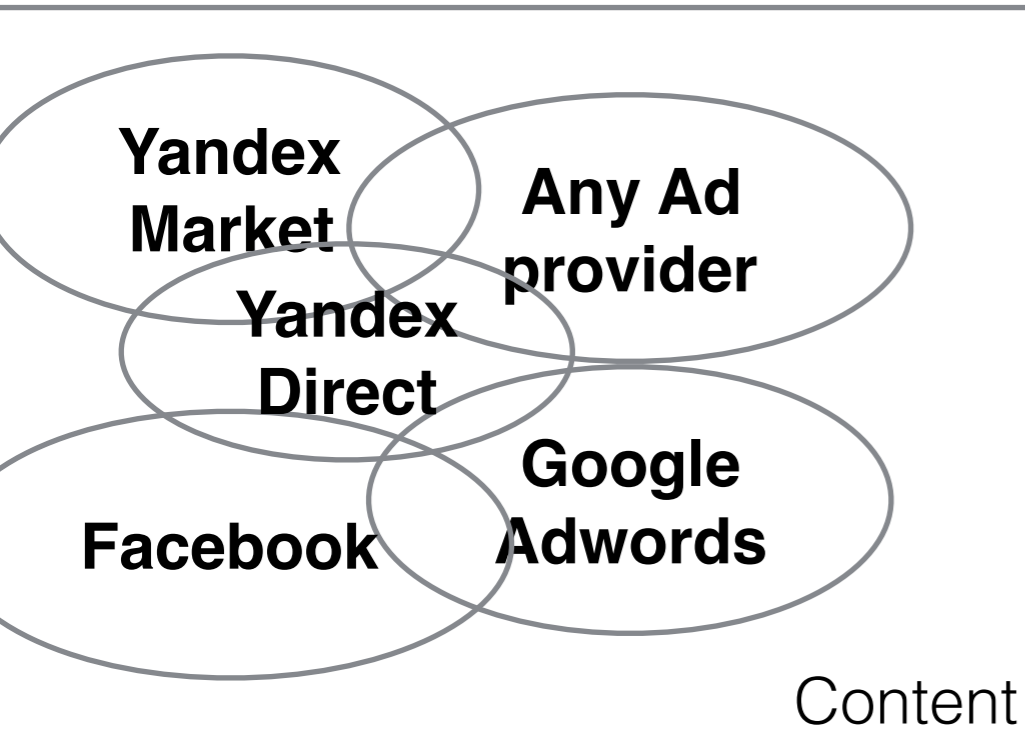 Yandex
Market
Any Ad
provider
Yandex
Direct
Google
Adwords
Facebook
Content